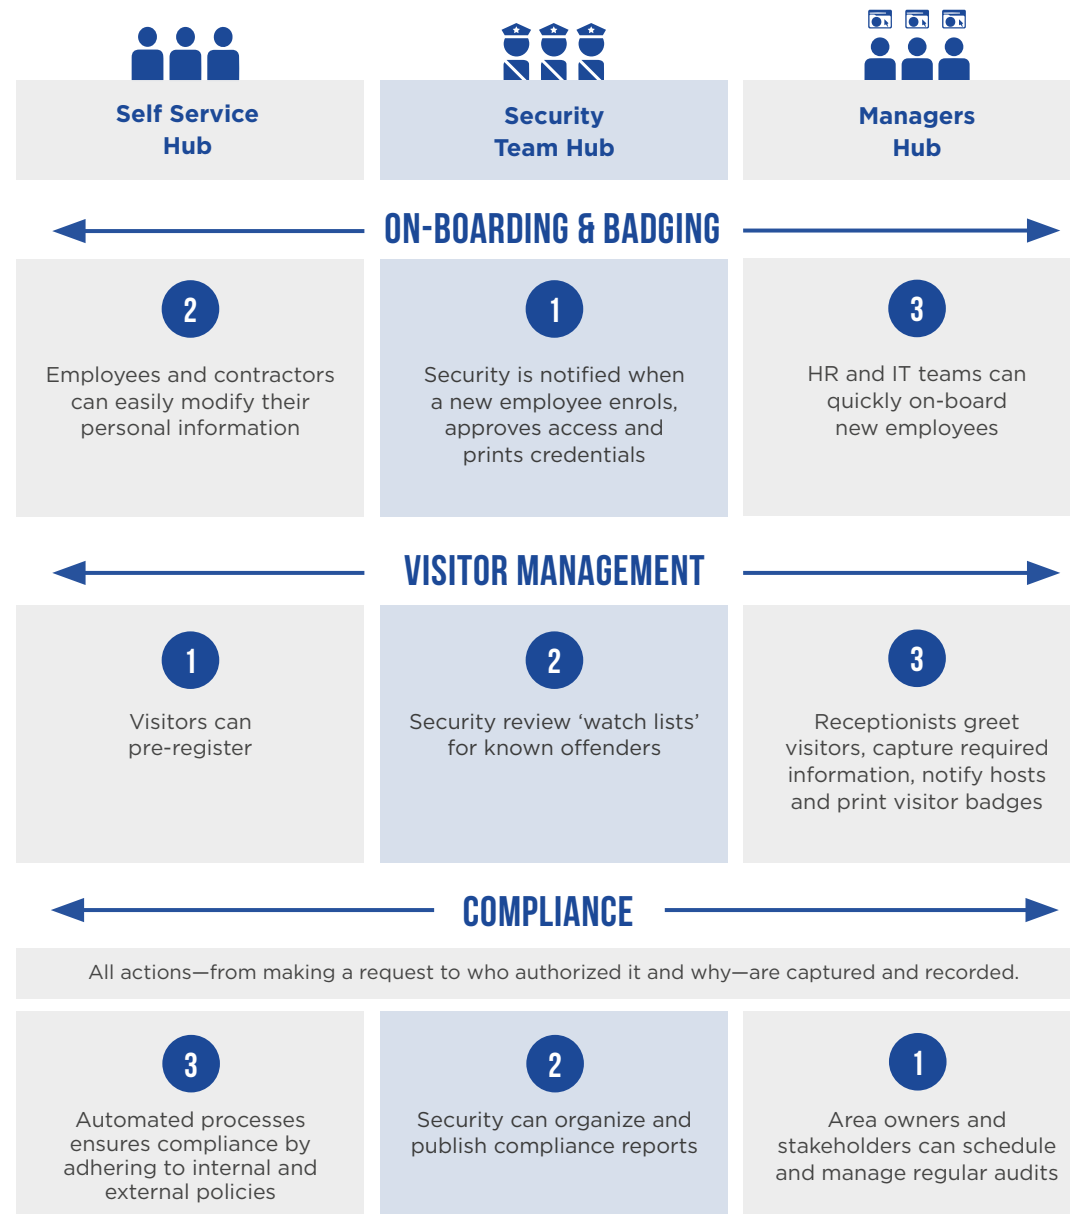 Self Service
Hub
Security
Team Hub
Managers
Hub
ON-BOARDING & BADGING
2
Employees and contractors
can easily modify their
personal information
1
Security is notified when
a new employee enrols,
approves access and
prints credentials
3
HR and IT teams can
quickly on-board
new employees
VISITOR MANAGEMENT
1
Visitors can
pre-register
2
Security review ‘watch lists’
for known offenders
3
Receptionists greet
visitors, capture required
information, notify hosts
and print visitor badges
COMPLIANCE
All actions—from making a request to who authorized it and why—are captured and recorded.
3
Automated processes
ensures compliance by
adhering to internal and
external policies
2
Security can organize and
publish compliance reports
1
Area owners and
stakeholders can schedule
and manage regular audits